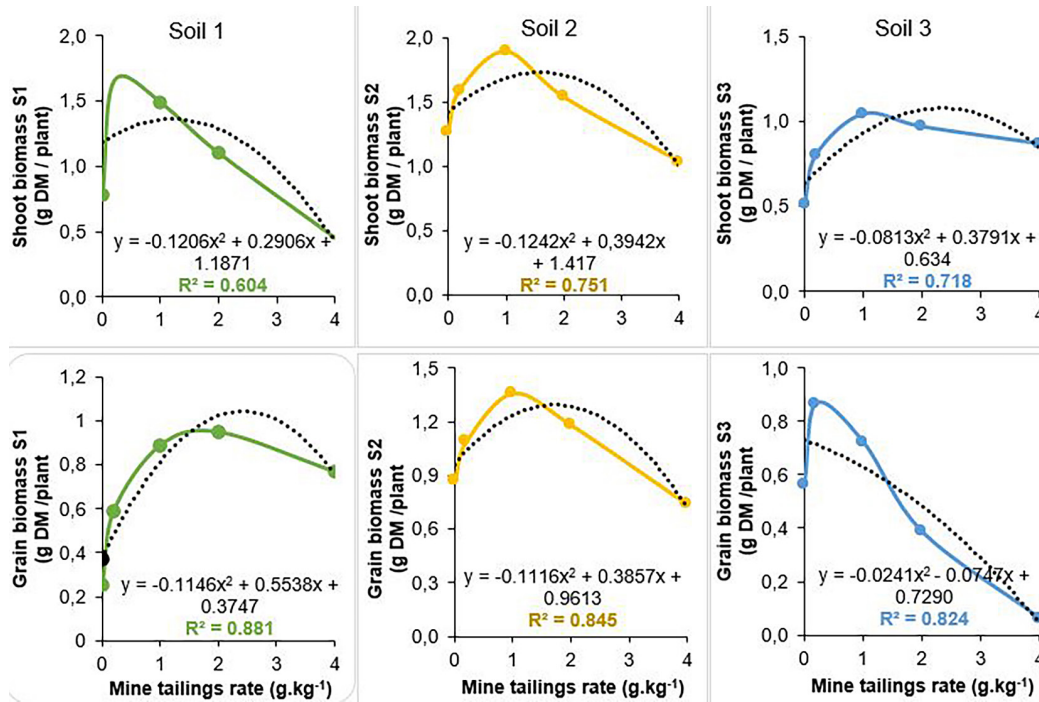 Soil 1
Shoot biomass S1
(g DM / plant)
2,0
1,5
1,0
0,5
0,0
y = -0.1206x² + 0.2906x +
1.1871
R² = 0.604
0 1 2 3 4
Soil 2
Shoot biomass S2
(g DM / plant)
2,0
1,5
1,0
0,5
0,0
y = -0.1242x² + 0,3942x
+ 1.417
R² = 0.751
0 1 2 3 4
Soil 3
Shoot biomass S3
(g DM / plant)
1,5
1,0
0,5
0,0
y = -0.0813x² + 0.3791x +
0.634
R² = 0.718
0 1 2 3 4
Grain biomass S1
(g DM /plant
1,2
1
0,8
0,6
0,4
0,2
0
y = -0.1146x² + 0.5538x +
0.3747
R² = 0.881
0 1 2 3 4
Mine tailings rate (g.kg⁻¹)
Grain biomass S2
(g DM /plant
1,5
1,2
0,9
0,6
0,3
0,0
y = -0.1116x² + 0.3857x +
0.9613
R² = 0.845
0 1 2 3 4
Mine tailings rate (g.kg⁻¹)
Grain biomass S3
(g DM /plant
1,0
0,8
0,6
0,4
0,2
0,0
y = -0.0241x² - 0.0747x +
0.7290
R² = 0.824
0 1 2 3 4
Mine tailings rate (g.kg⁻¹)